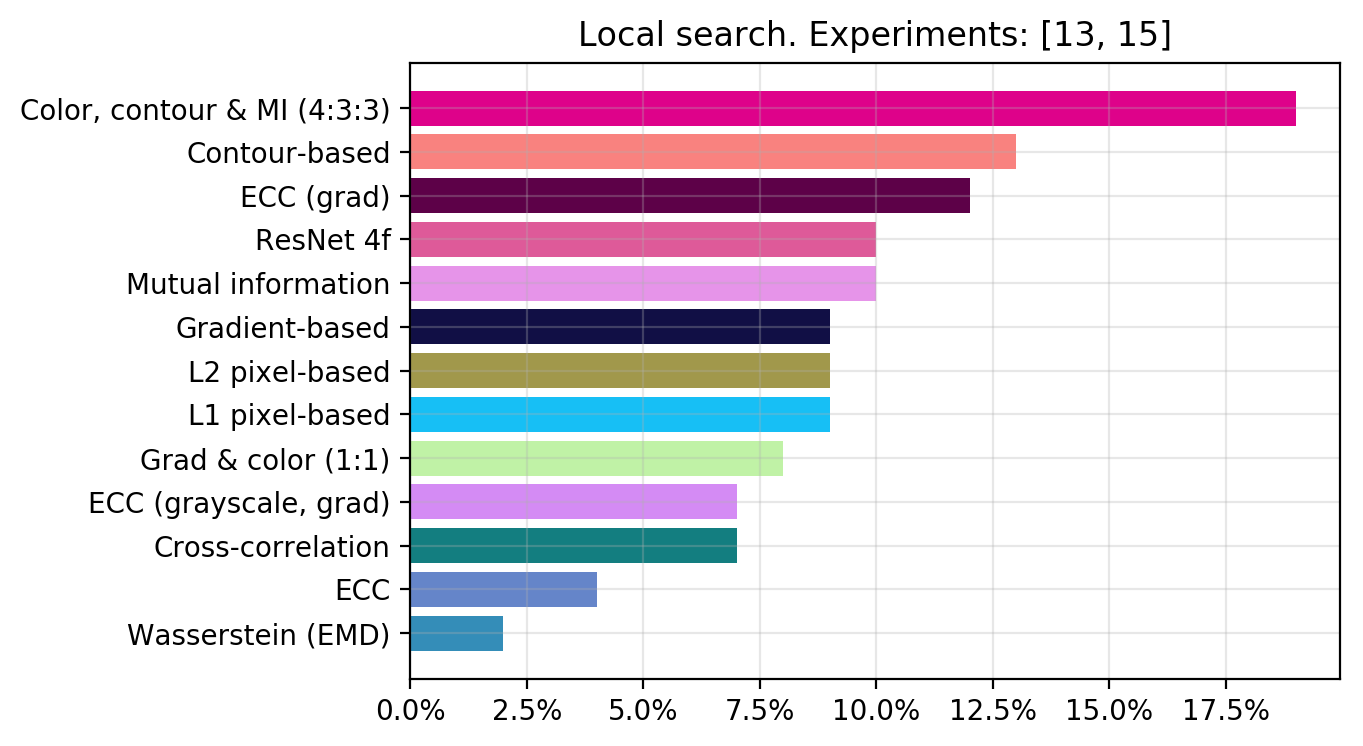 Local search. Experiments: [13, 15]
Color, contour & MI (4:3:3)
Contour-based
ECC (grad)
ResNet 4f
Mutual information
Gradient-based
L2 pixel-based
L1 pixel-based
Grad & color (1:1)
ECC (grayscale, grad)
Cross-correlation
ECC
Wasserstein (EMD)
0.0% 2.5% 5.0% 7.5% 10.0% 12.5% 15.0% 17.5%